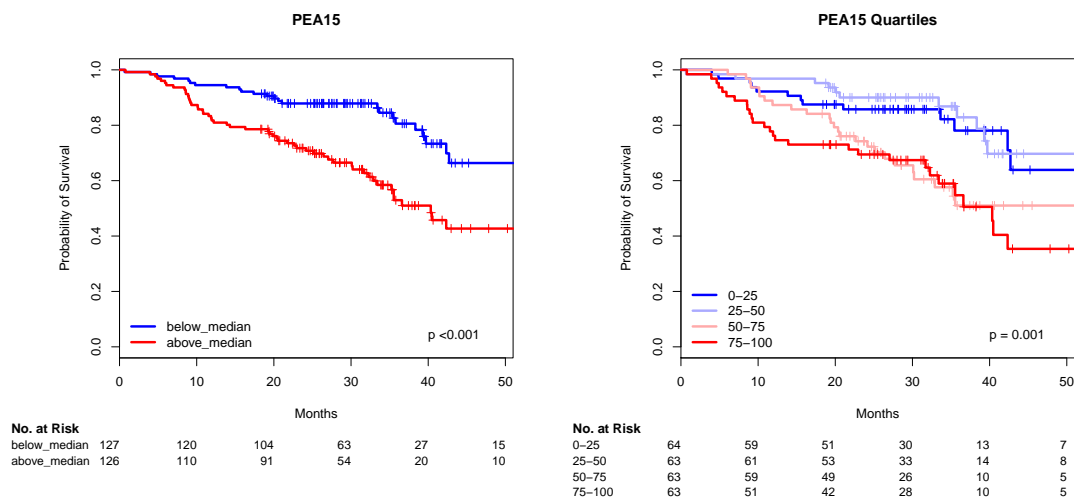 PEA15
Probability of Survival
1.0
0.8
0.6
0.4
0.2
0.0
below_median
above_median
p <0.001
0 10 20 30 40 50
Months
No. at Risk
below_median 127 120 104 63 27 15
above_median 126 110 91 54 20 10
PEA15 Quartiles
Probability of Survival
1.0
0.8
0.6
0.4
0.2
0.0
0−25
25−50
50−75
75−100
p = 0.001
0 10 20 30 40 50
Months
No. at Risk
0−25 64 59 51 30 13 7
25−50 63 61 53 33 14 8
50−75 63 59 49 26 10 5
75−100 63 51 42 28 10 5